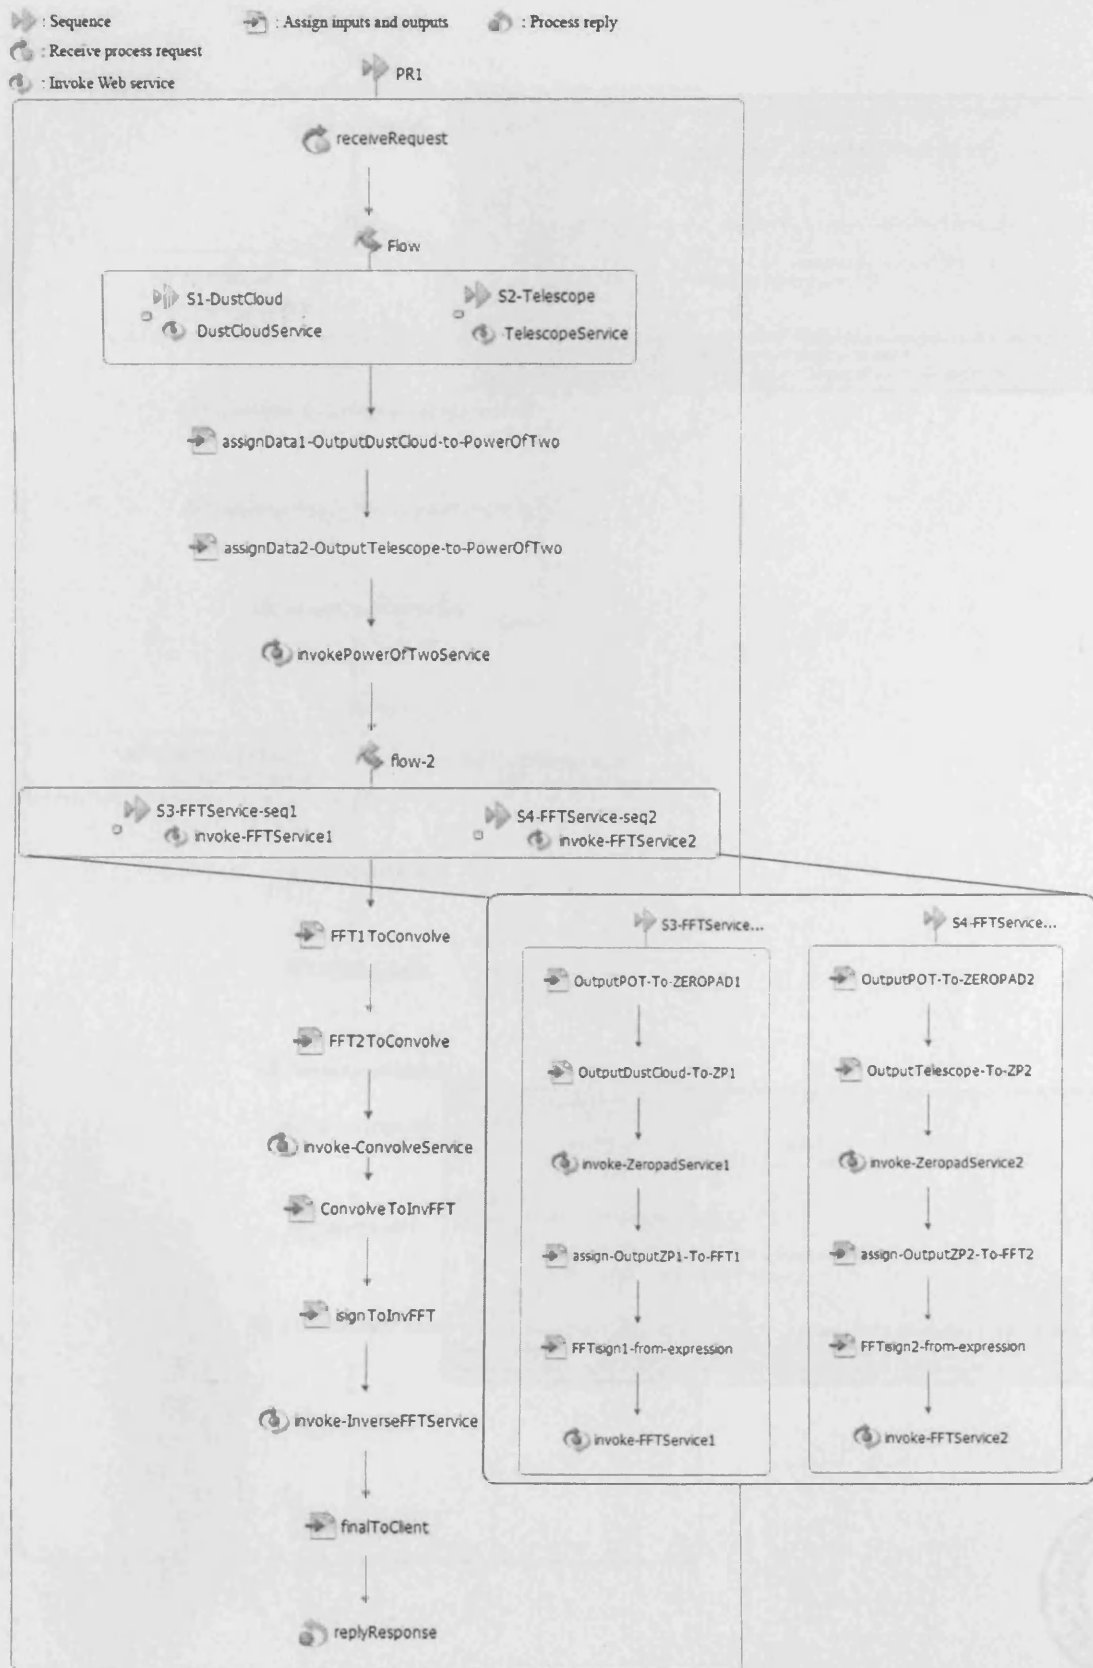 : Sequence
: Assign inputs and outputs
: Process reply
: Receive process request
: Invoke Web service
PR1
receiveRequest
Flow
S1-DustCloud
DustCloudService
S2-Telescope
TelescopeService
assignData1-OutputDustCloud-to-PowerOfTwo
assignData2-OutputTelescope-to-PowerOfTwo
invokePowerOfTwoService
flow-2
S3-FFTService-seq1
invoke-FFTService1
S4-FFTService-seq2
invoke-FFTService2
FFT1ToConvolve
FFT2ToConvolve
invoke-ConvolveService
ConvolveToInvFFT
isignToInvFFT
invoke-InverseFFTService
finalToClient
replyResponse
S3-FFTService...
OutputPOT-To-ZEROPAD1
OutputDustCloud-To-ZP1
invoke-ZeropadService1
assign-OutputZP1-To-FFT1
FFTisign1-from-expression
invoke-FFTService1
S4-FFTService...
OutputPOT-To-ZEROPAD2
OutputTelescope-To-ZP2
invoke-ZeropadService2
assign-OutputZP2-To-FFT2
FFTisign2-from-expression
invoke-FFTService2